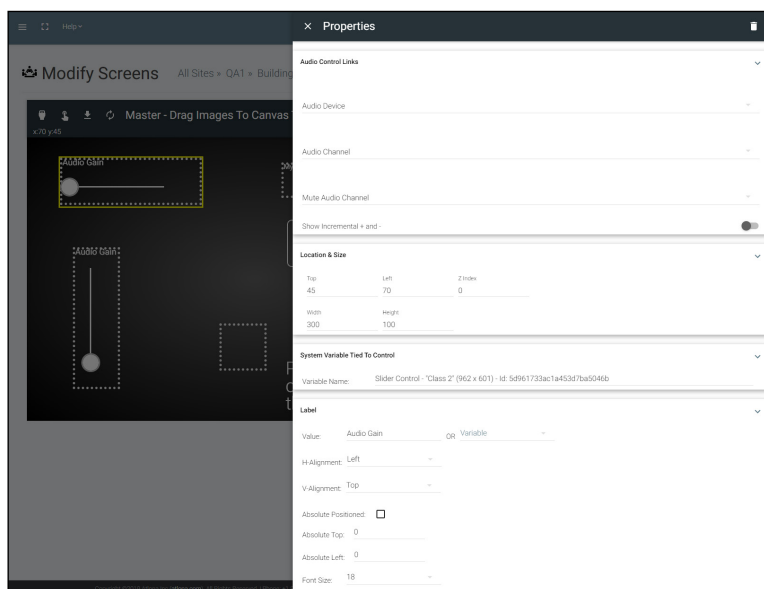 Help
Modify Screens All Sites » QA1 » Building
Master - Drag Images To Canvas
x:70 y:45
Audio Gain
Audio Gain
Properties
Audio Control Links
Audio Device
Audio Channel
Mute Audio Channel
Show Incremental + and -
Location & Size
Top Left Z Index
45 70 0
Width Height
300 100
System Variable Tied To Control
Variable Name: Slider Control - "Class 2" (962 x 601) - Id: 5d961733ac1a453d7ba5046b
Label
Value: Audio Gain OR Variable
H-Alignment: Left
V-Alignment: Top
Absolute Positioned:
Absolute Top: 0
Absolute Left: 0
Font Size: 18